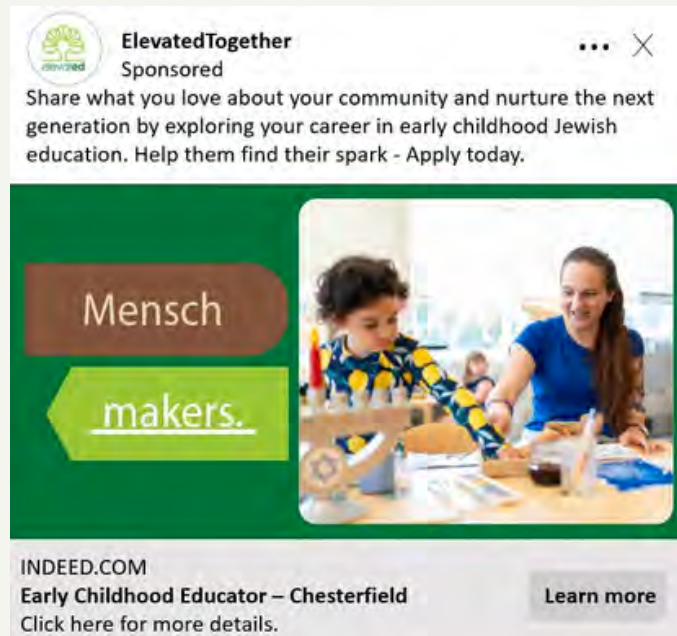 elevated
ElevatedTogether
Sponsored
Share what you love about your community and nurture the next
generation by exploring your career in early childhood Jewish
education. Help them find their spark - Apply today.
Mensch
makers.
INDEED.COM
Early Childhood Educator – Chesterfield
Learn more
Click here for more details.